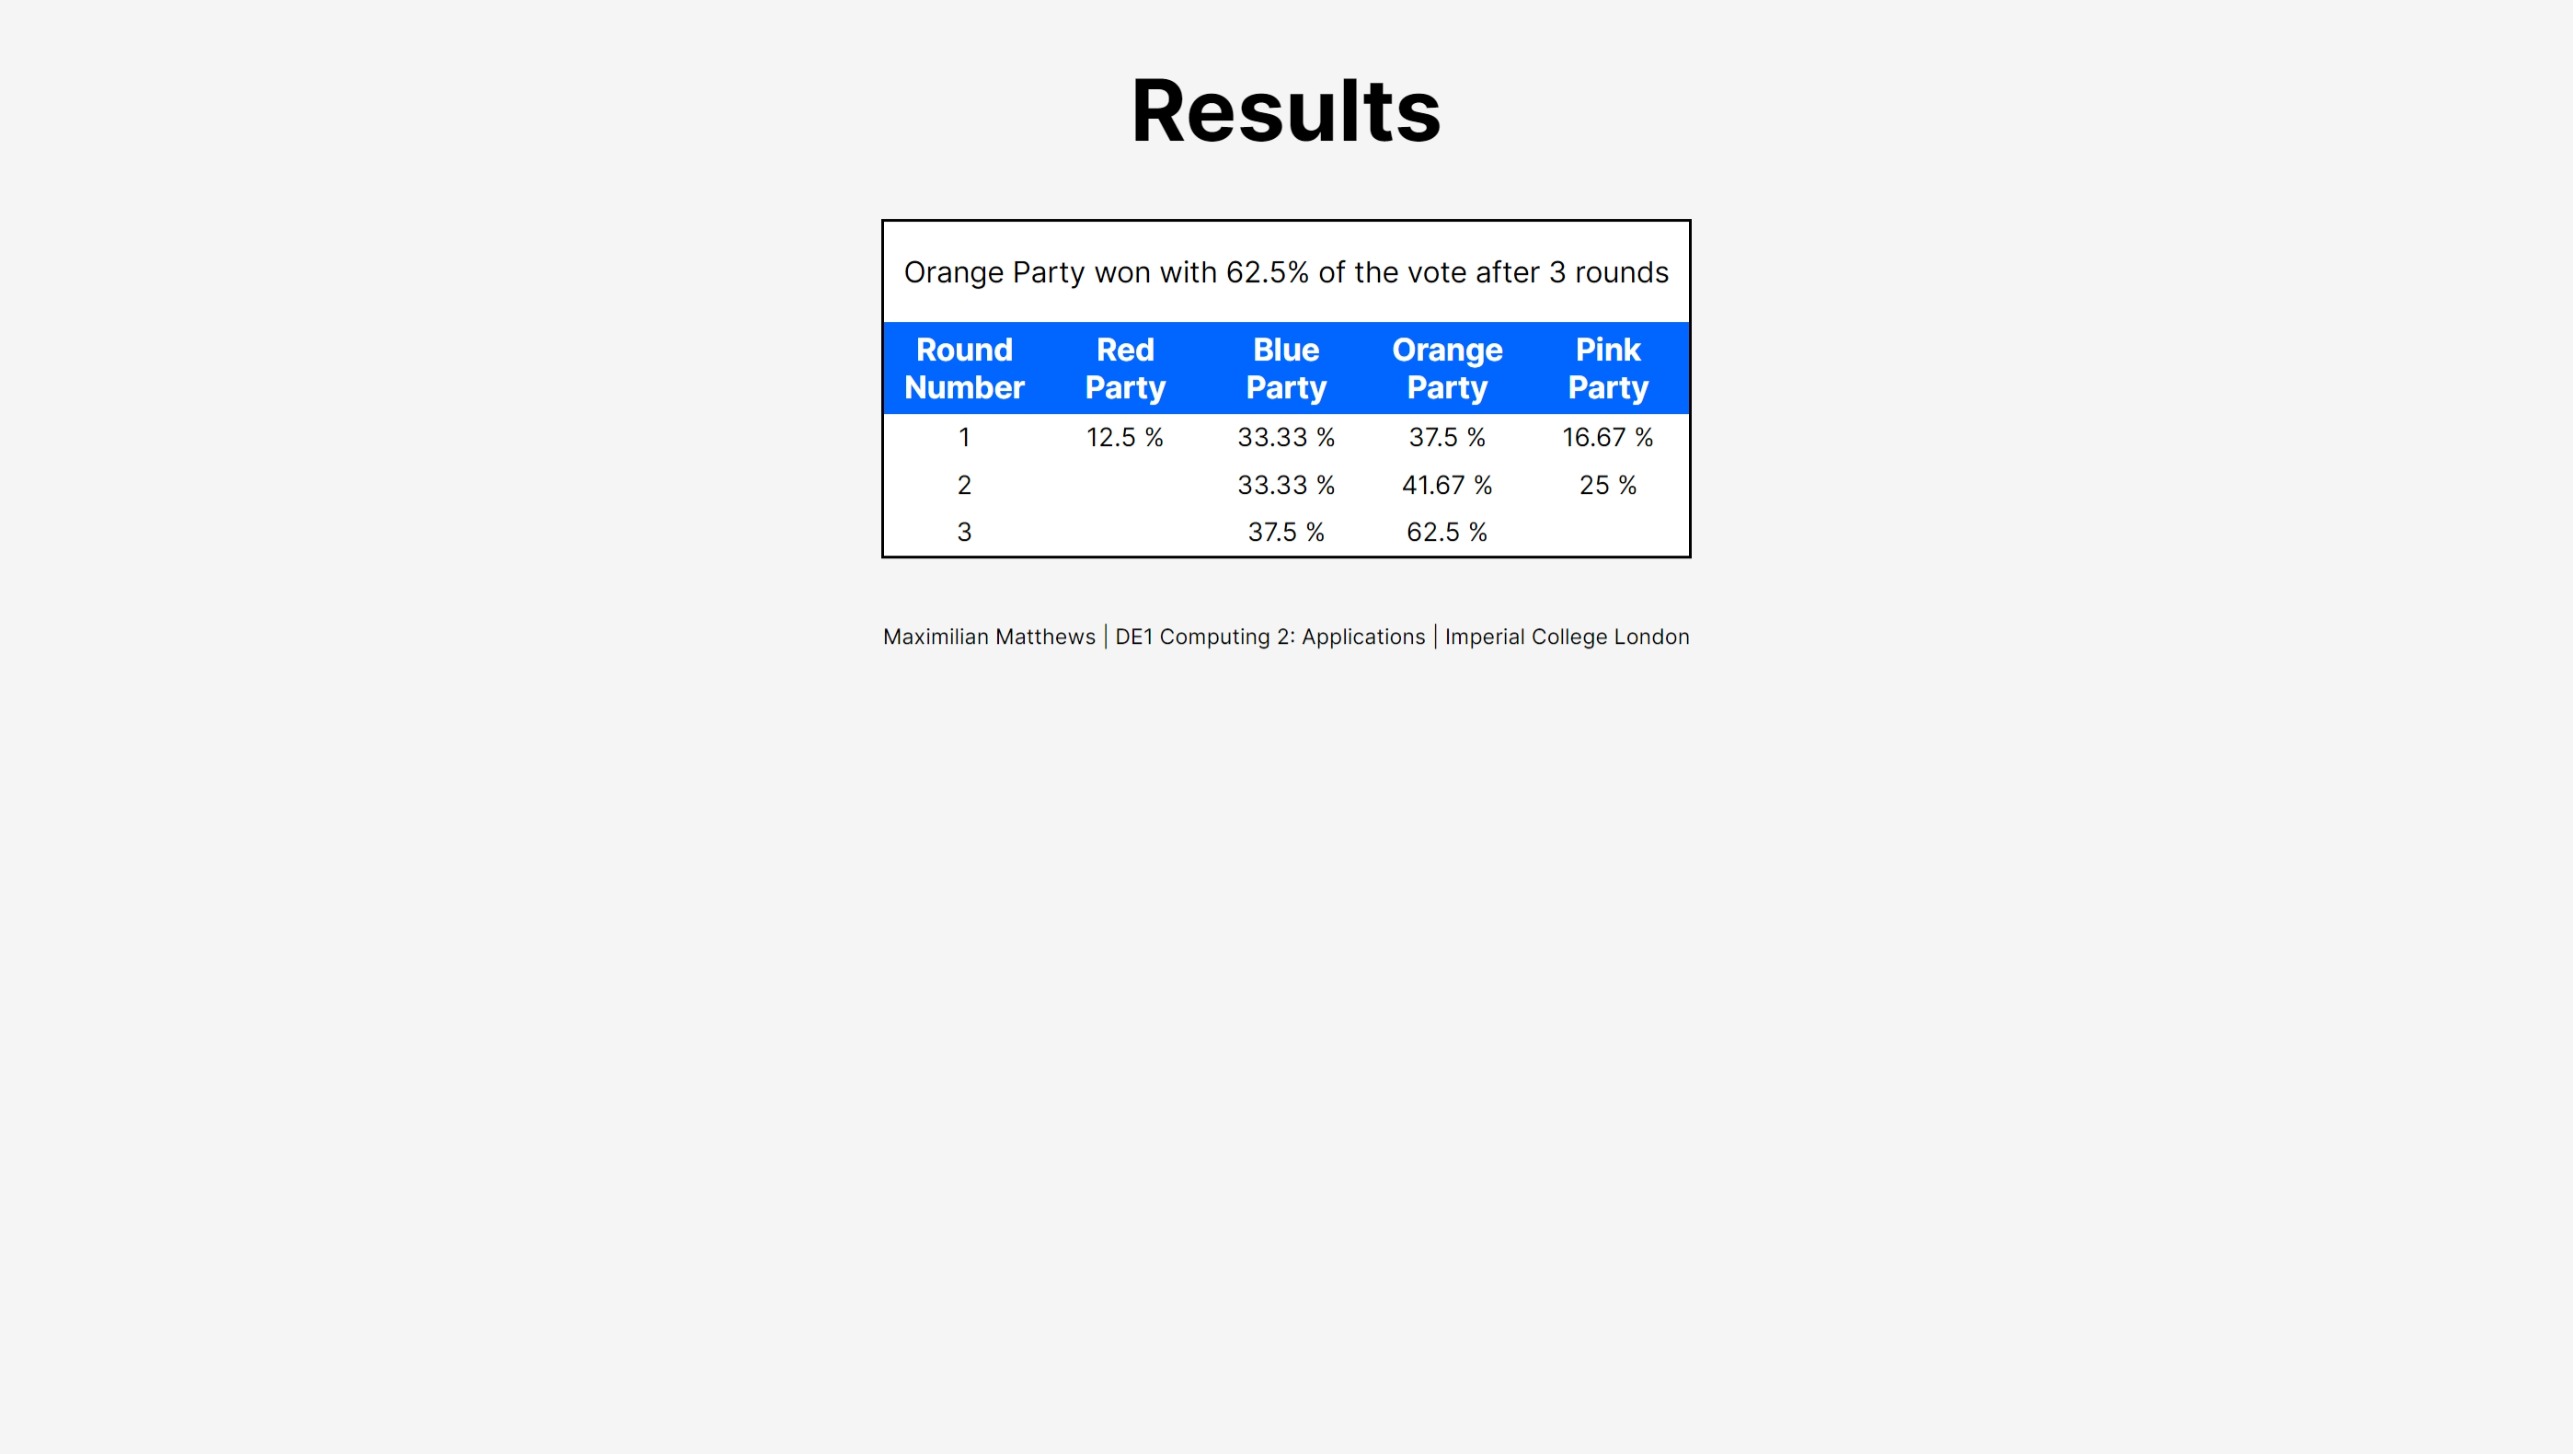 Results
Orange Party won with 62.5% of the vote after 3 rounds
Round Number Red Party Blue Party Orange Party Pink Party
1 12.5 % 33.33 % 37.5 % 16.67 %
2 33.33 % 41.67 % 25 %
3 37.5 % 62.5 %
Maximilian Matthews | DE1 Computing 2: Applications | Imperial College London